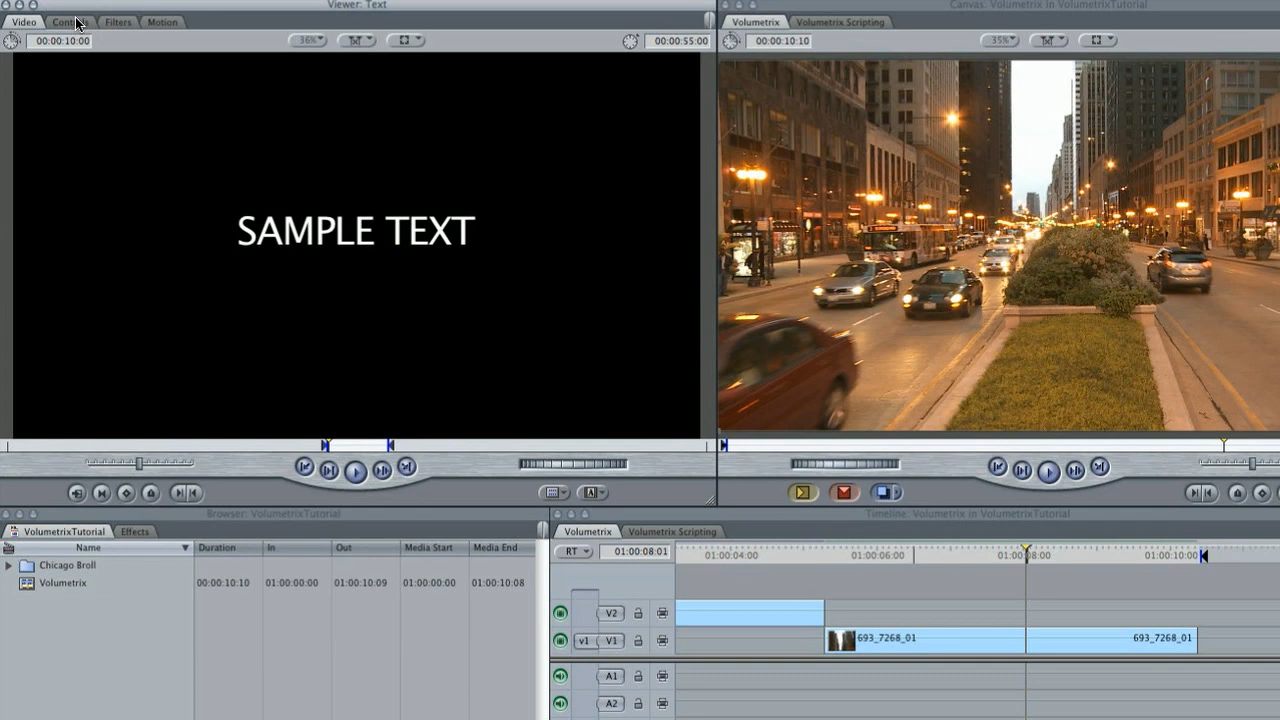 Viewer: Text
Video Controls Filters Motion
00:00:10:00 36% 00:00:55:00
SAMPLE TEXT
Canvas: Volumetrix in VolumetrixTutorial
Volumetrix Volumetrix Scripting
00:00:10:10 35%
Browser: VolumetrixTutorial
VolumetrixTutorial Effects
Name Duration In Out Media Start Media End
Chicago Broll
Volumetrix 00:00:10:10 01:00:00:00 01:00:10:09 01:00:00:00 01:00:10:08
Timeline: Volumetrix in VolumetrixTutorial
Volumetrix Volumetrix Scripting
RT 01:00:08:01 01:00:04:00 01:00:06:00 01:00:08:00 01:00:10:00
V2
v1 V1 693_7268_01 693_7268_01
A1
A2